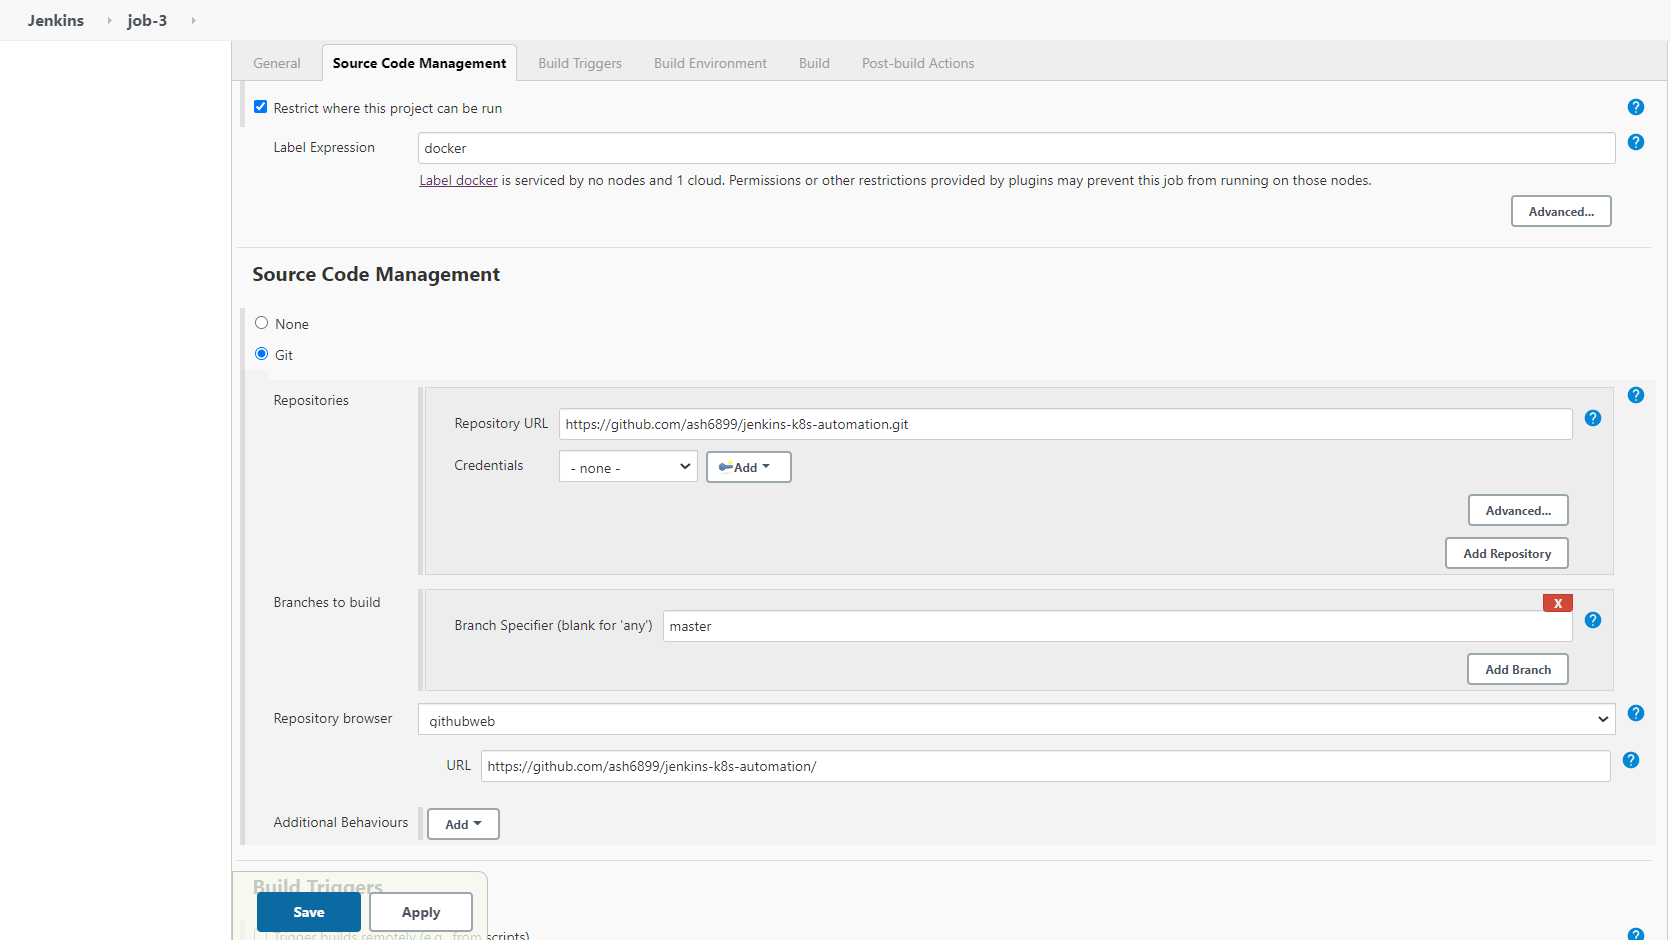 Jenkins job-3
General Source Code Management Build Triggers Build Environment Build Post-build Actions
Restrict where this project can be run
Label Expression docker
Label docker is serviced by no nodes and 1 cloud. Permissions or other restrictions provided by plugins may prevent this job from running on those nodes.
Advanced...
Source Code Management
None
Git
Repositories
Repository URL https://github.com/ash6899/jenkins-k8s-automation.git
Credentials - none - Add
Advanced...
Add Repository
Branches to build
X
Branch Specifier (blank for 'any') master
Add Branch
Repository browser githubweb
URL https://github.com/ash6899/jenkins-k8s-automation/
Additional Behaviours Add
Build Triggers
Save Apply
Trigger builds remotely (e.g., from scripts)